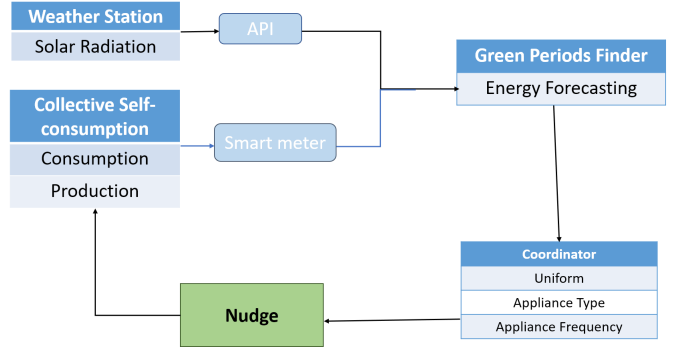 Weather Station
Solar Radiation
API
Green Periods Finder
Energy Forecasting
Collective Self-
consumption
Consumption
Production
Smart meter
Coordinator
Uniform
Appliance Type
Appliance Frequency
Nudge